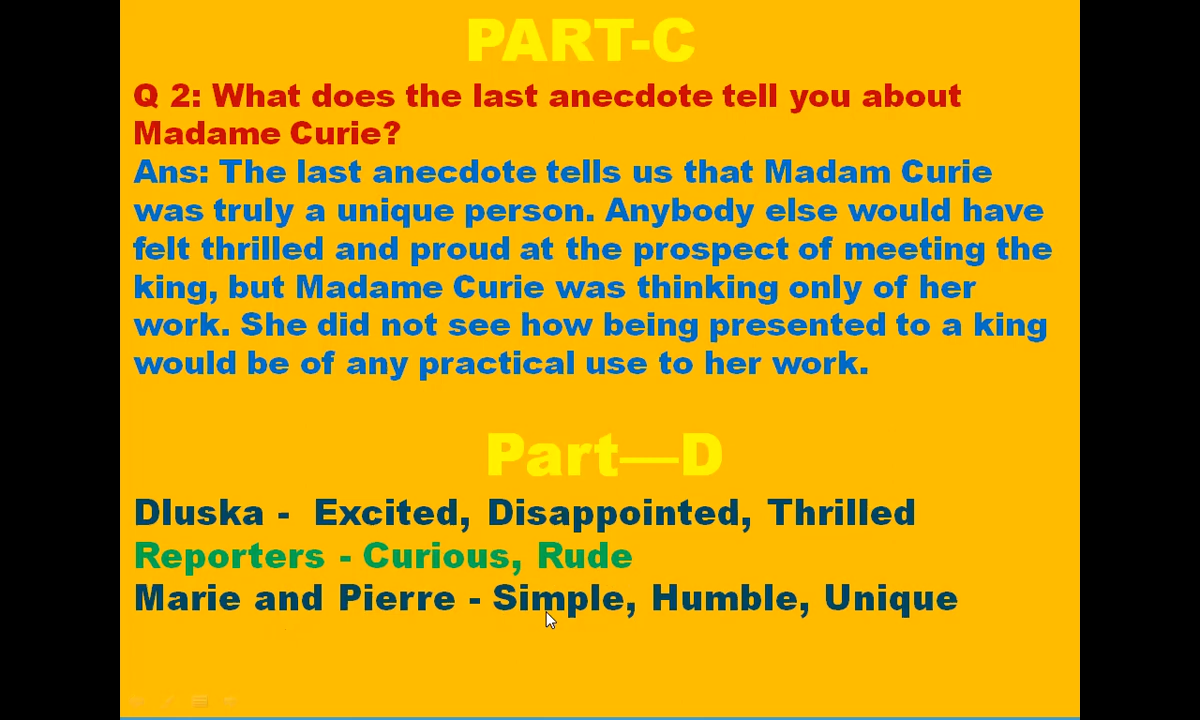 PART-C
Q 2: What does the last anecdote tell you about
Madame Curie?
Ans: The last anecdote tells us that Madam Curie
was truly a unique person. Anybody else would have
felt thrilled and proud at the prospect of meeting the
king, but Madame Curie was thinking only of her
work. She did not see how being presented to a king
would be of any practical use to her work.
Part—D
Dluska - Excited, Disappointed, Thrilled
Reporters - Curious, Rude
Marie and Pierre - Simple, Humble, Unique